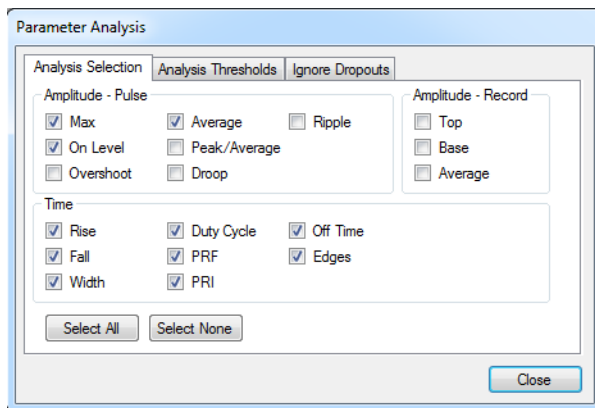 Parameter Analysis
Analysis Selection Analysis Thresholds Ignore Dropouts
Amplitude - Pulse Amplitude - Record
Max Average Ripple Top
On Level Peak/Average Base
Overshoot Droop Average
Time
Rise Duty Cycle Off Time
Fall PRF Edges
Width PRI
Select All Select None
Close